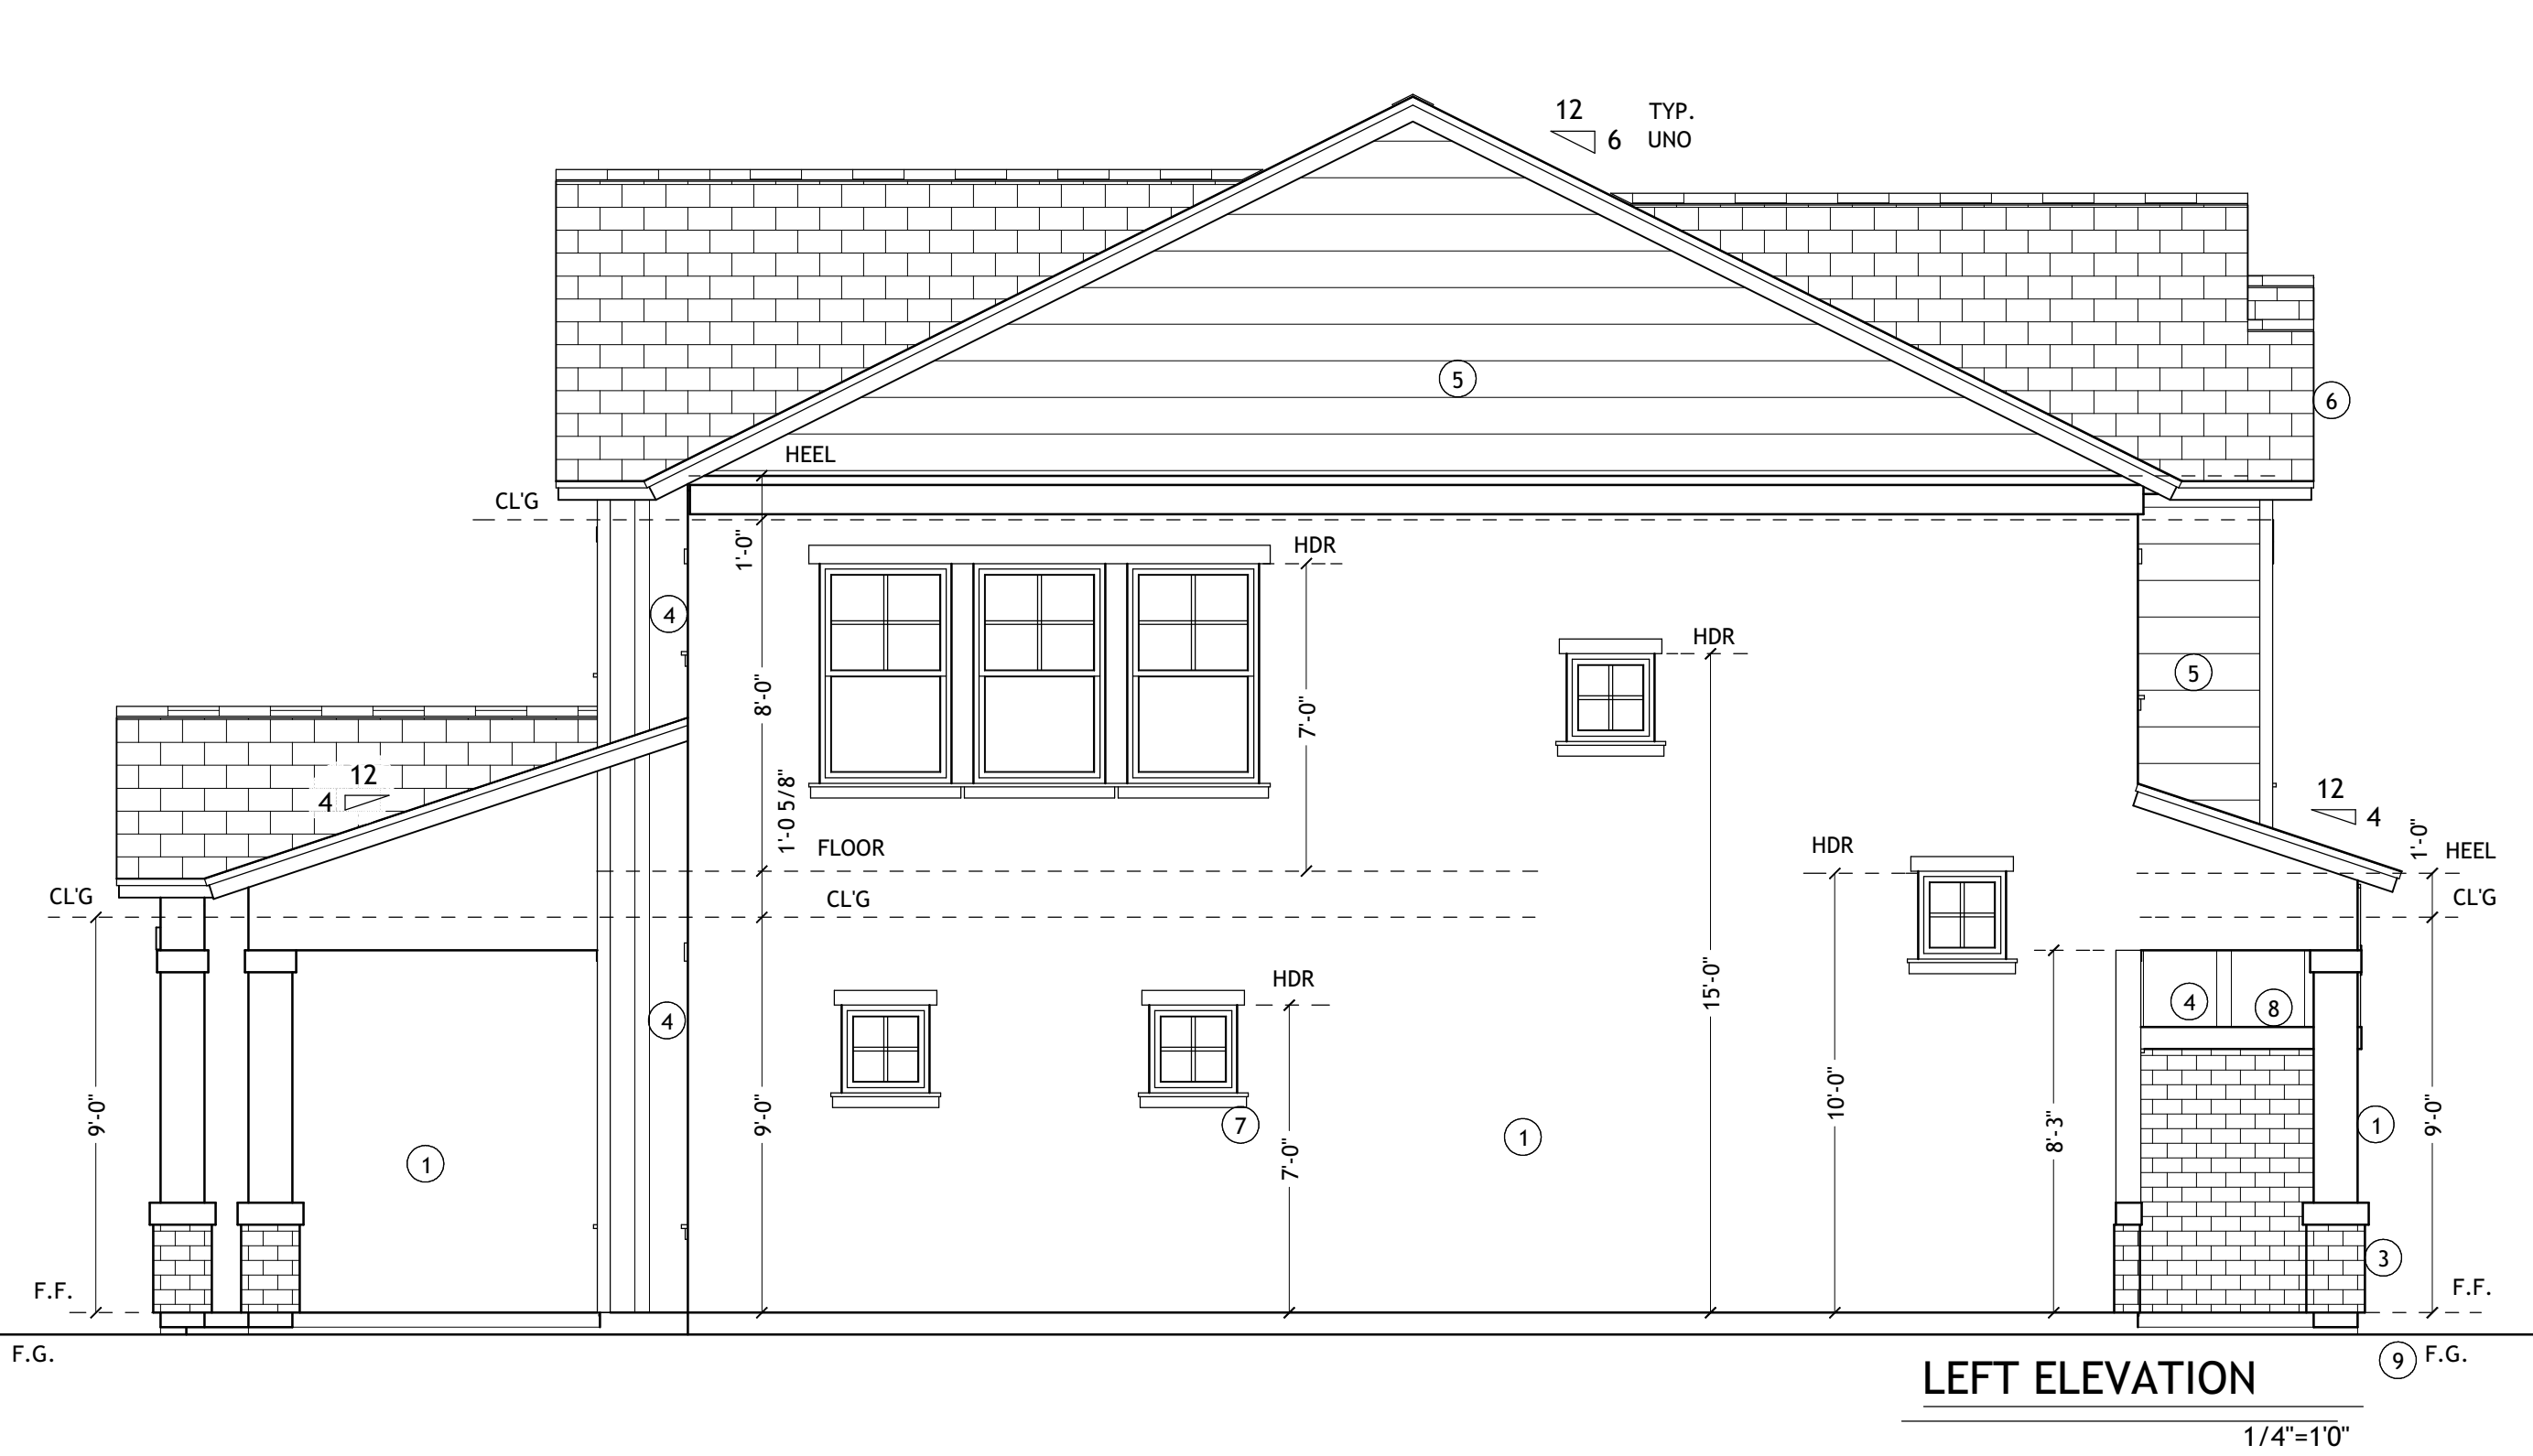 12 TYP.
6 UNO
5
6
HEEL
CL'G
1'-0"
HDR
4
HDR
8'-0"
7'-0"
5
12
4
1'-0 5/8"
12
4
1'-0"
FLOOR
HDR
HEEL
CL'G
CL'G
CL'G
HDR
15'-0"
4
4
8
9'-0"
9'-0"
7
7'-0"
1
10'-0"
8'-3"
1
9'-0"
1
3
F.F.
F.F.
F.G.
9 F.G.
LEFT ELEVATION
1/4"=1'0"